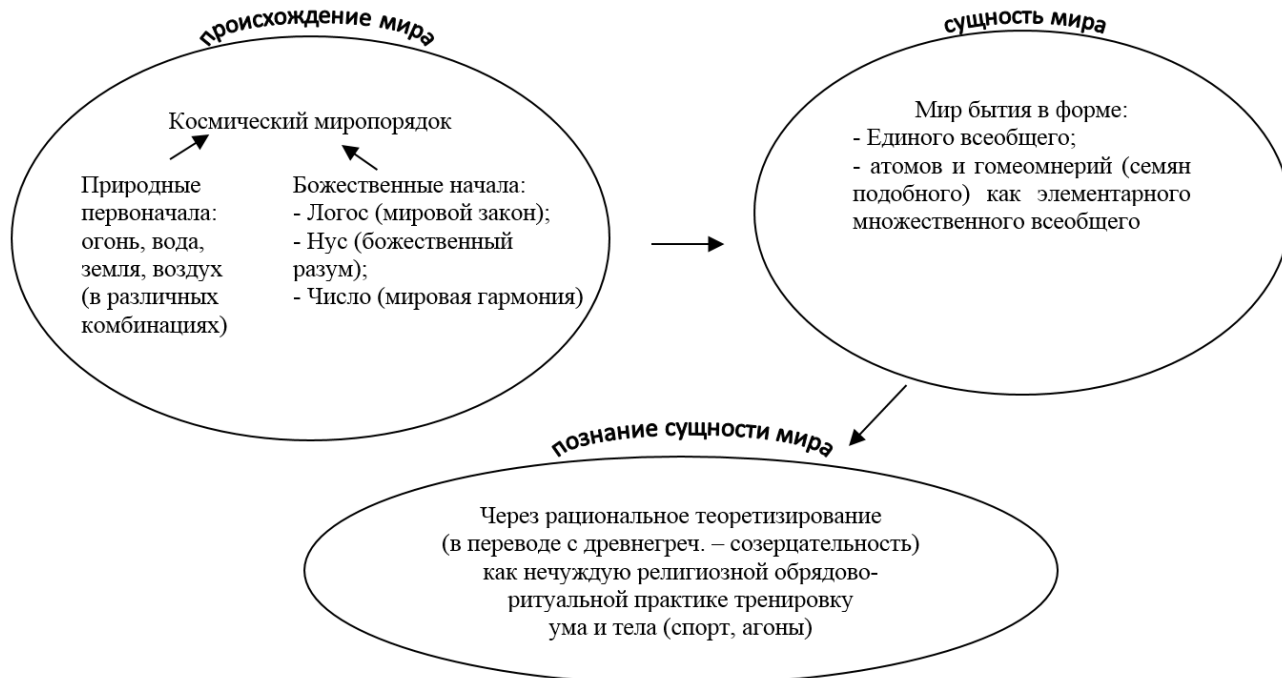 происхождение мира
Космический миропорядок
Природные
первоначала:
огонь, вода,
земля, воздух
(в различных
комбинациях)
Божественные начала:
- Логос (мировой закон);
- Нус (божественный
разум);
- Число (мировая гармония)
сущность мира
Мир бытия в форме:
- Единого всеобщего;
- атомов и гомеомнерий (семян
подобного) как элементарного
множественного всеобщего
познание сущности мира
Через рациональное теоретизирование
(в переводе с древнегреч. – созерцательность)
как нечуждую религиозной обрядово-
ритуальной практике тренировку
ума и тела (спорт, агоны)